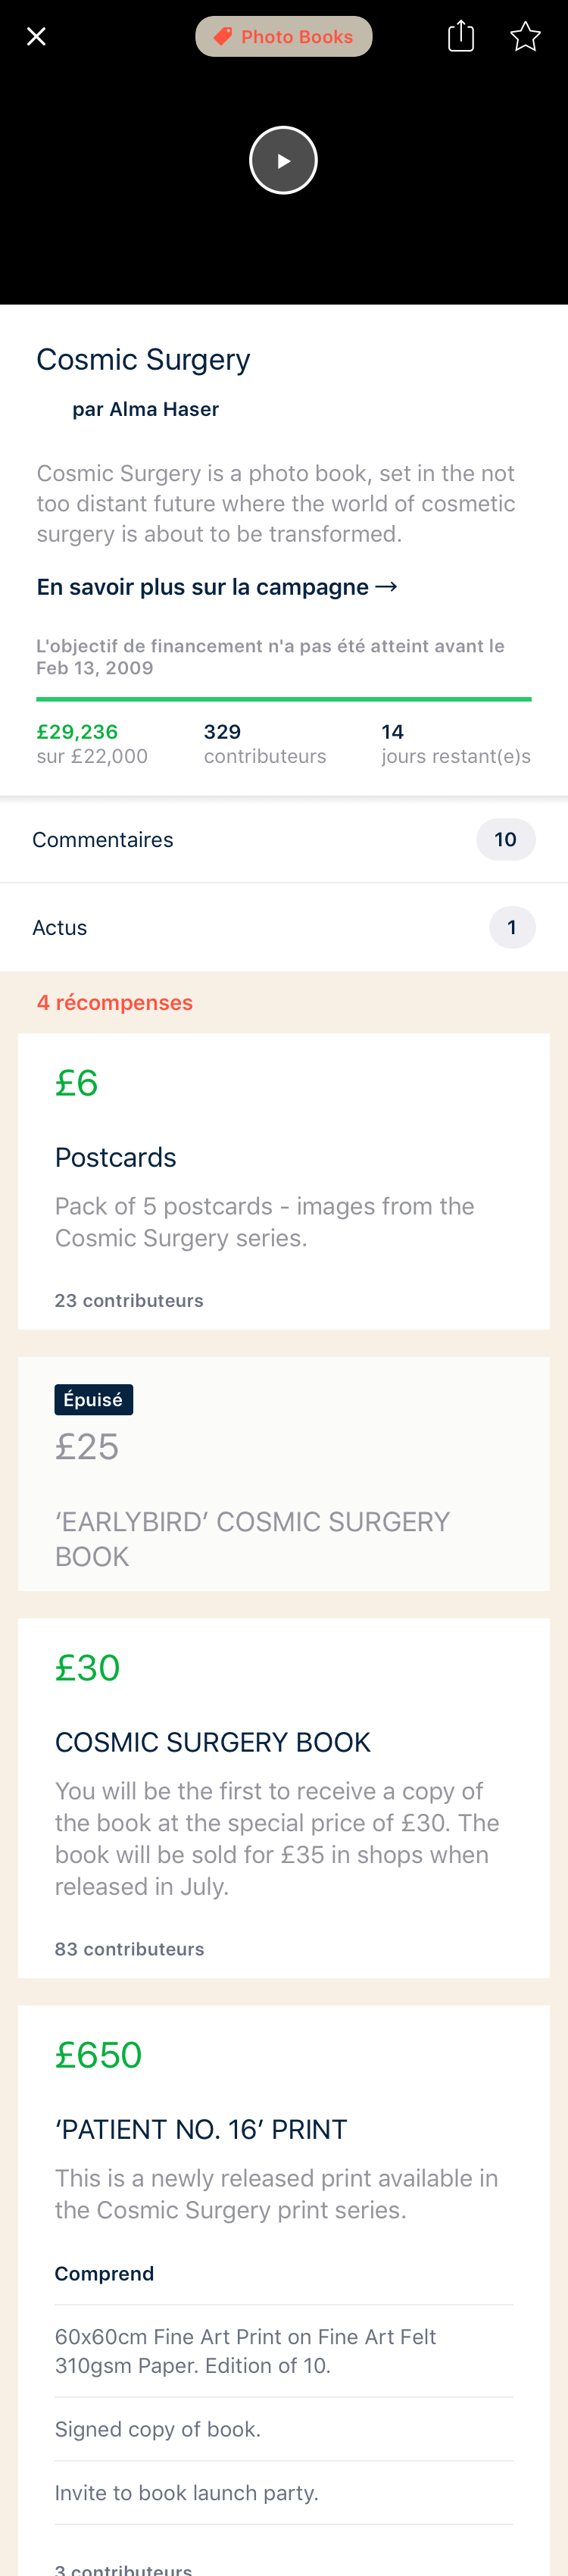 Photo Books
Cosmic Surgery
par Alma Haser
Cosmic Surgery is a photo book, set in the not
too distant future where the world of cosmetic
surgery is about to be transformed.
En savoir plus sur la campagne →
L'objectif de financement n'a pas été atteint avant le
Feb 13, 2009
£29,236
sur £22,000
329
contributeurs
14
jours restant(e)s
Commentaires
10
Actus
1
4 récompenses
£6
Postcards
Pack of 5 postcards - images from the
Cosmic Surgery series.
23 contributeurs
Épuisé
£25
‘EARLYBIRD’ COSMIC SURGERY
BOOK
£30
COSMIC SURGERY BOOK
You will be the first to receive a copy of
the book at the special price of £30. The
book will be sold for £35 in shops when
released in July.
83 contributeurs
£650
‘PATIENT NO. 16’ PRINT
This is a newly released print available in
the Cosmic Surgery print series.
Comprend
60x60cm Fine Art Print on Fine Art Felt
310gsm Paper. Edition of 10.
Signed copy of book.
Invite to book launch party.
3 contributeurs